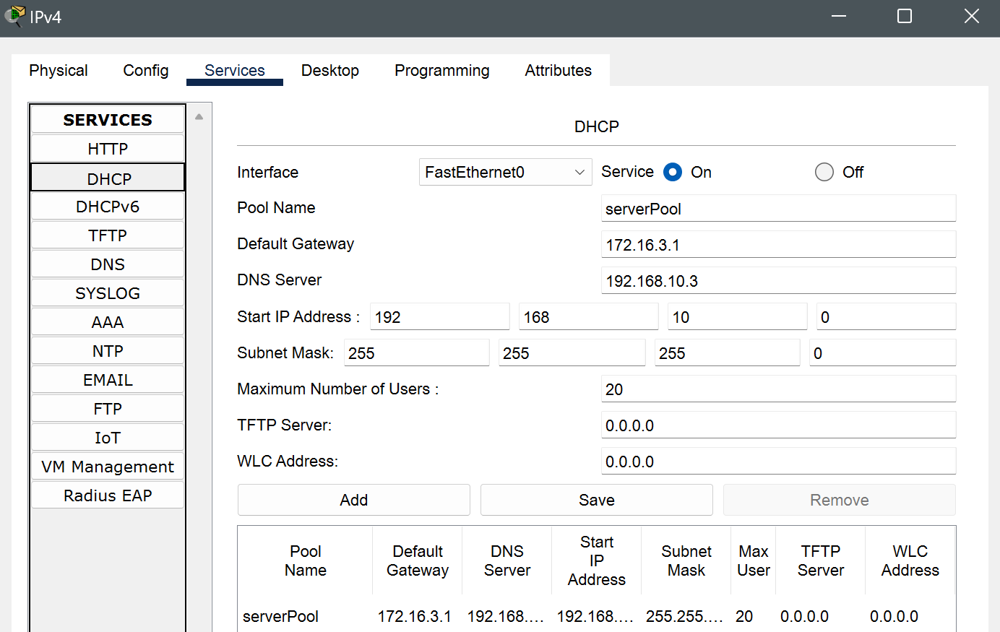 IPv4
Physical Config Services Desktop Programming Attributes
SERVICES
HTTP
DHCP
DHCPv6
TFTP
DNS
SYSLOG
AAA
NTP
EMAIL
FTP
IoT
VM Management
Radius EAP
DHCP
Interface FastEthernet0 Service On Off
Pool Name serverPool
Default Gateway 172.16.3.1
DNS Server 192.168.10.3
Start IP Address : 192 168 10 0
Subnet Mask: 255 255 255 0
Maximum Number of Users : 20
TFTP Server: 0.0.0.0
WLC Address: 0.0.0.0
Add Save Remove
Pool Name Default Gateway DNS Server Start IP Address Subnet Mask Max User TFTP Server WLC Address
serverPool 172.16.3.1 192.168.... 192.168.... 255.255.... 20 0.0.0.0 0.0.0.0